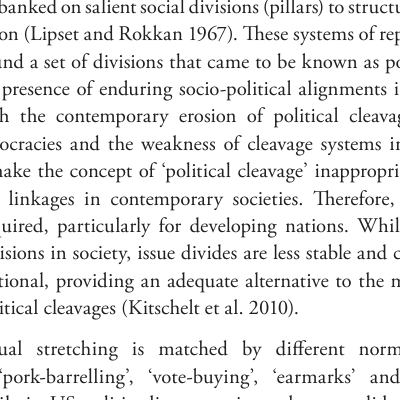 banked on salient social divisions (pillars) to struct
on (Lipset and Rokkan 1967). These systems of rep
und a set of divisions that came to be known as po
presence of enduring socio-political alignments i
h the contemporary erosion of political cleava
ocracies and the weakness of cleavage systems in
make the concept of ‘political cleavage’ inappropri
linkages in contemporary societies. Therefore,
uired, particularly for developing nations. Whil
isions in society, issue divides are less stable and c
tional, providing an adequate alternative to the m
itical cleavages (Kitschelt et al. 2010).
ual stretching is matched by different norm
‘pork-barrelling’, ‘vote-buying’, ‘earmarks’ and